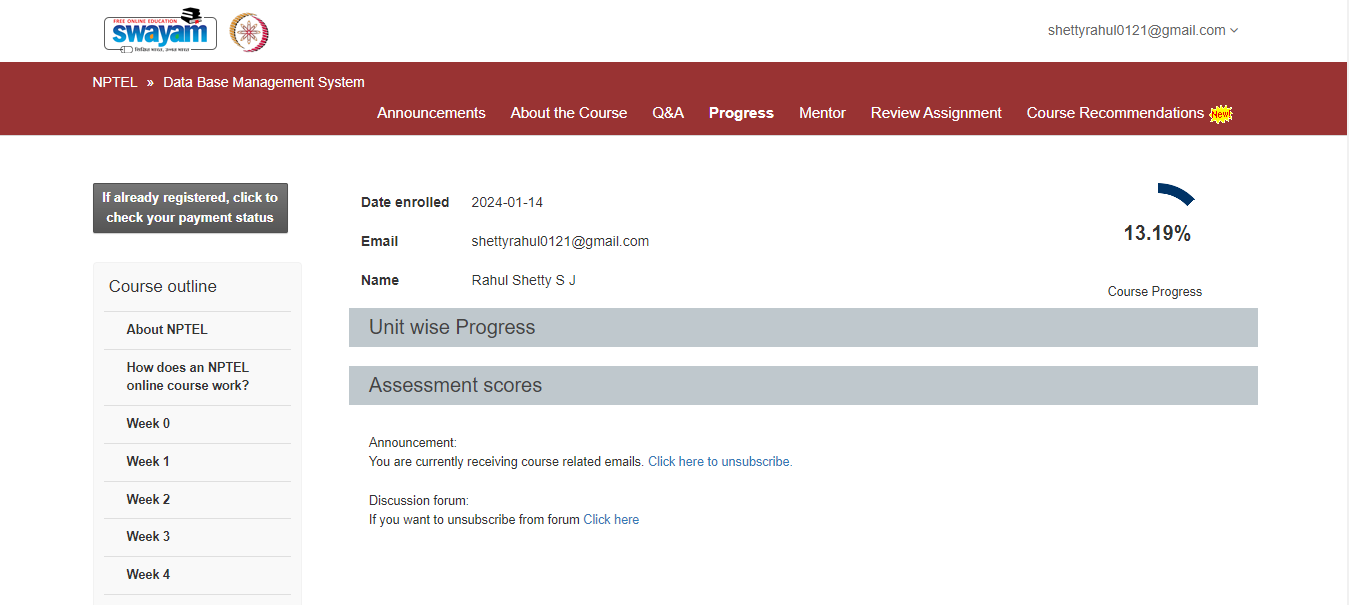 FREE ONLINE EDUCATION
swayam
शिक्षित भारत, उन्नत भारत
shettyrahul0121@gmail.com
NPTEL » Data Base Management System
Announcements About the Course Q&A Progress Mentor Review Assignment Course Recommendations New!
If already registered, click to
check your payment status
Course outline
About NPTEL
How does an NPTEL
online course work?
Week 0
Week 1
Week 2
Week 3
Week 4
Date enrolled 2024-01-14
Email shettyrahul0121@gmail.com
Name Rahul Shetty S J
13.19%
Course Progress
Unit wise Progress
Assessment scores
Announcement:
You are currently receiving course related emails. Click here to unsubscribe.
Discussion forum:
If you want to unsubscribe from forum Click here